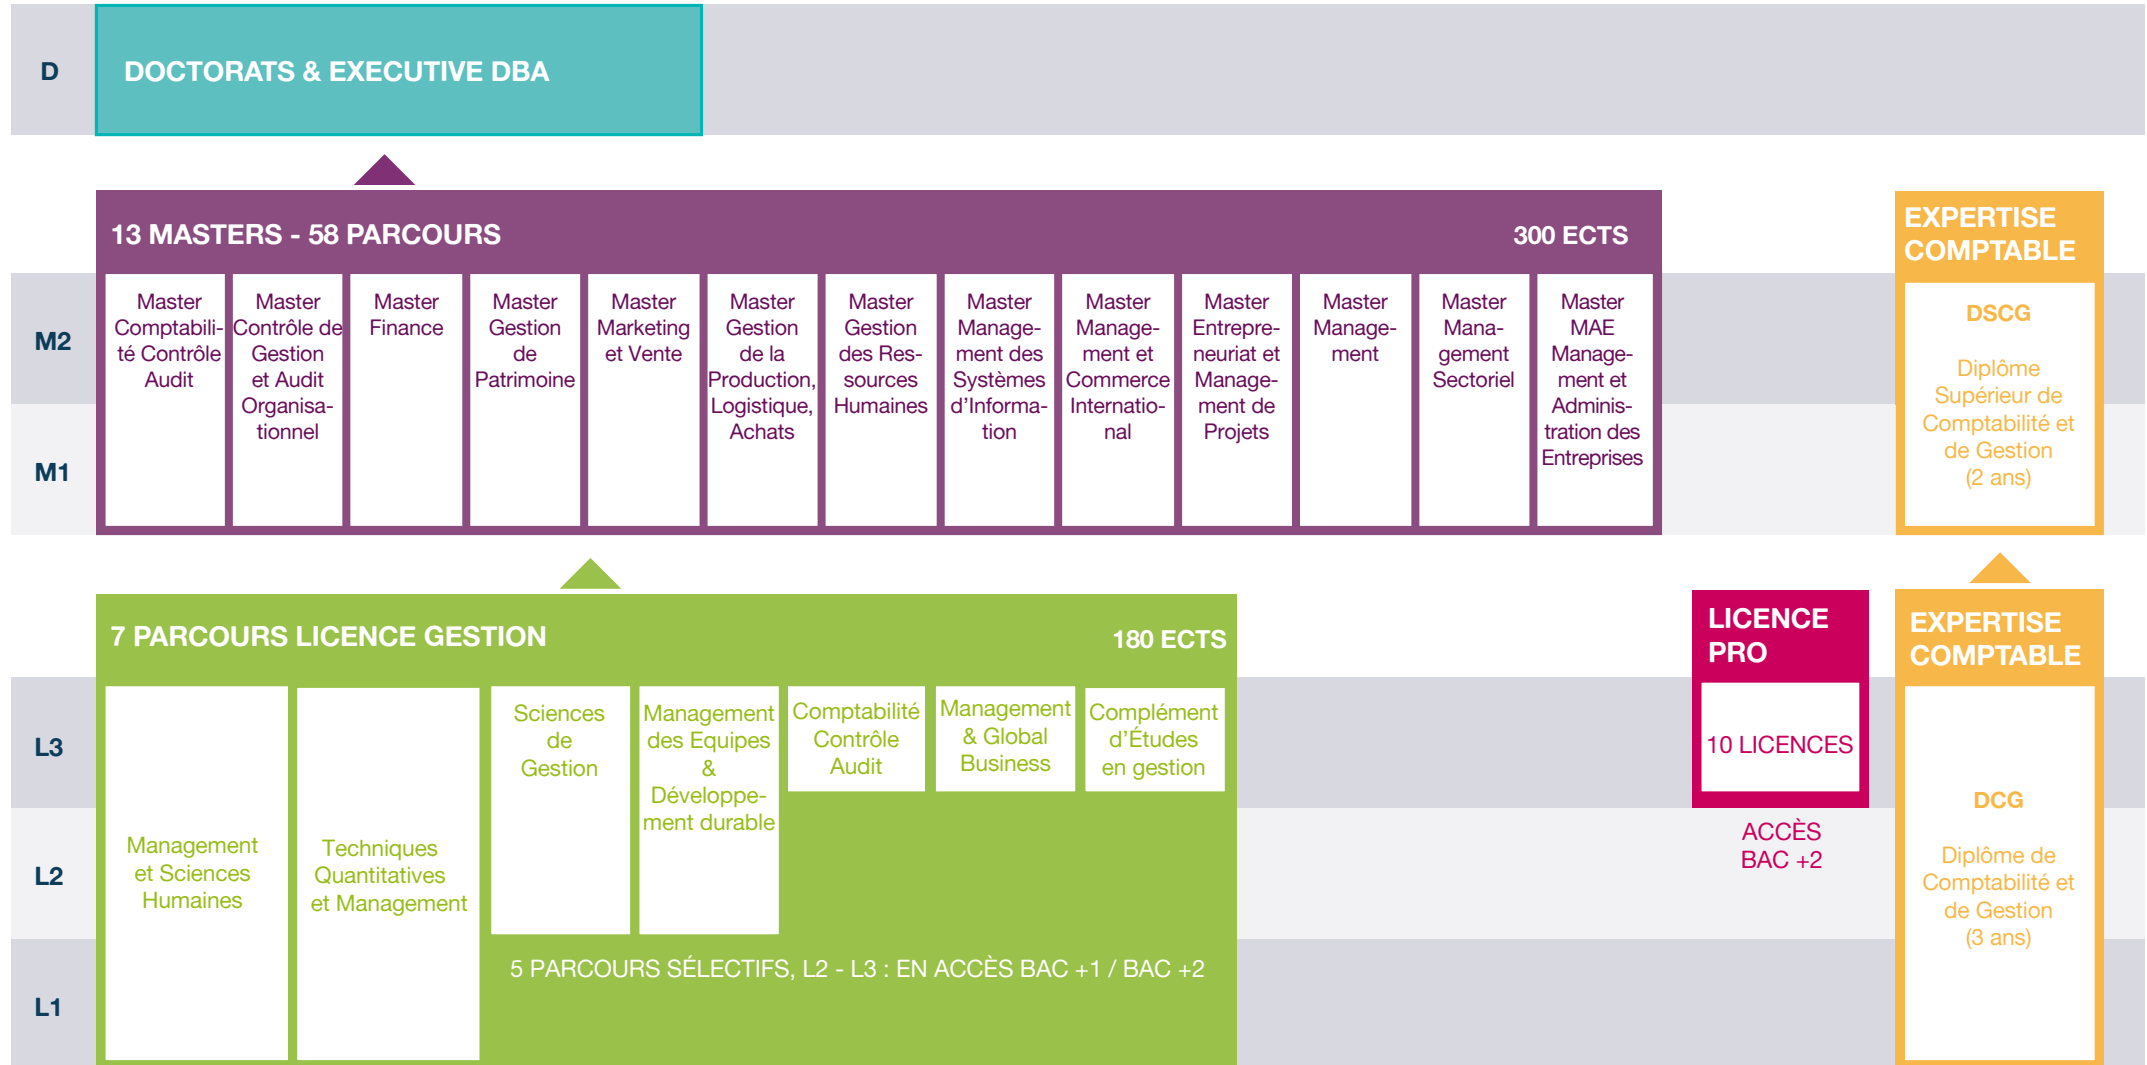 D
DOCTORATS & EXECUTIVE DBA
13 MASTERS - 58 PARCOURS
300 ECTS
M2
M1
Master
Comptabili-
té Contrôle
Audit
Master
Contrôle de
Gestion
et Audit
Organisa-
tionnel
Master
Finance
Master
Gestion
de
Patrimoine
Master
Marketing
et Vente
Master
Gestion
de la
Production,
Logistique,
Achats
Master
Gestion
des Res-
sources
Humaines
Master
Manage-
ment des
Systèmes
d'Informa-
tion
Master
Manage-
ment et
Commerce
Internatio-
nal
Master
Entrepre-
neuriat et
Manage-
ment de
Projets
Master
Manage-
ment
Master
Mana-
gement
Sectoriel
Master
MAE
Manage-
ment et
Adminis-
tration des
Entreprises
EXPERTISE
COMPTABLE
DSCG
Diplôme
Supérieur de
Comptabilité et
de Gestion
(2 ans)
7 PARCOURS LICENCE GESTION
180 ECTS
L3
L2
L1
Management
et Sciences
Humaines
Techniques
Quantitatives
et Management
Sciences
de
Gestion
Management
des Equipes
&
Développe-
ment durable
Comptabilité
Contrôle
Audit
Management
& Global
Business
Complément
d'Études
en gestion
5 PARCOURS SÉLECTIFS, L2 - L3 : EN ACCÈS BAC +1 / BAC +2
LICENCE
PRO
10 LICENCES
ACCÈS
BAC +2
EXPERTISE
COMPTABLE
DCG
Diplôme de
Comptabilité et
de Gestion
(3 ans)